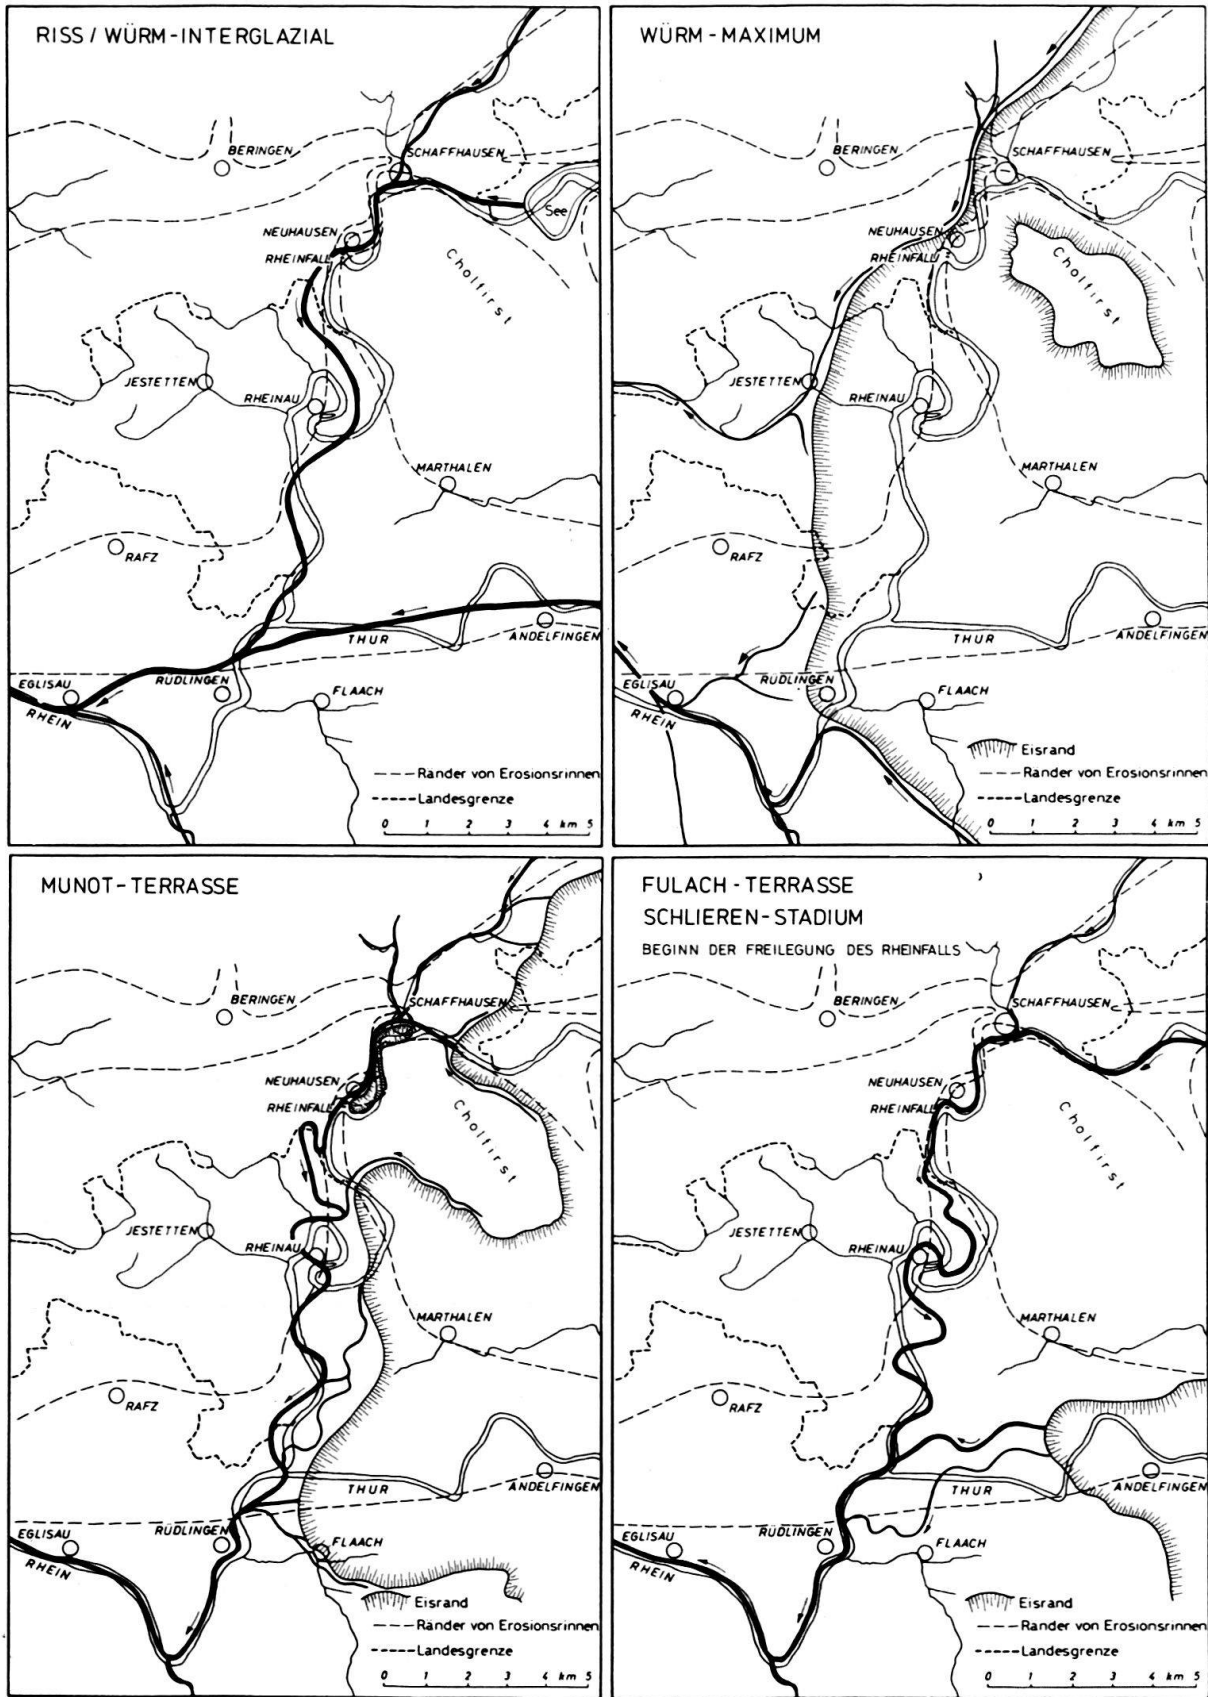 RISS / WÜRM-INTERGLAZIAL
BERINGEN
SCHAFFHAUSEN
See
NEUHAUSEN
RHEINFALL
Cholfirst
JESTETTEN
RHEINAU
MARTHALEN
RAFZ
THUR
ANDELFINGEN
EGLISAU
RÜDLINGEN
FLAACH
RHEIN
Ränder von Erosionsrinnen
Landesgrenze
0 1 2 3 4 km 5
WÜRM - MAXIMUM
BERINGEN
SCHAFFHAUSEN
NEUHAUSEN
RHEINFALL
Cholfirst
JESTETTEN
RHEINAU
MARTHALEN
RAFZ
THUR
ANDELFINGEN
EGLISAU
RÜDLINGEN
FLAACH
RHEIN
Eisrand
Ränder von Erosionsrinnen
Landesgrenze
0 1 2 3 4 km 5
MUNOT-TERRASSE
BERINGEN
SCHAFFHAUSEN
NEUHAUSEN
RHEINFALL
Cholfirst
JESTETTEN
RHEINAU
MARTHALEN
RAFZ
THUR
ANDELFINGEN
EGLISAU
RÜDLINGEN
FLAACH
RHEIN
Eisrand
Ränder von Erosionsrinnen
Landesgrenze
0 1 2 3 4 km 5
FULACH - TERRASSE
SCHLIEREN-STADIUM
BEGINN DER FREILEGUNG DES RHEINFALLS
BERINGEN
SCHAFFHAUSEN
NEUHAUSEN
RHEINFALL
Cholfirst
JESTETTEN
RHEINAU
MARTHALEN
RAFZ
THUR
ANDELFINGEN
EGLISAU
RÜDLINGEN
FLAACH
RHEIN
Eisrand
Ränder von Erosionsrinnen
Landesgrenze
0 1 2 3 4 km 5